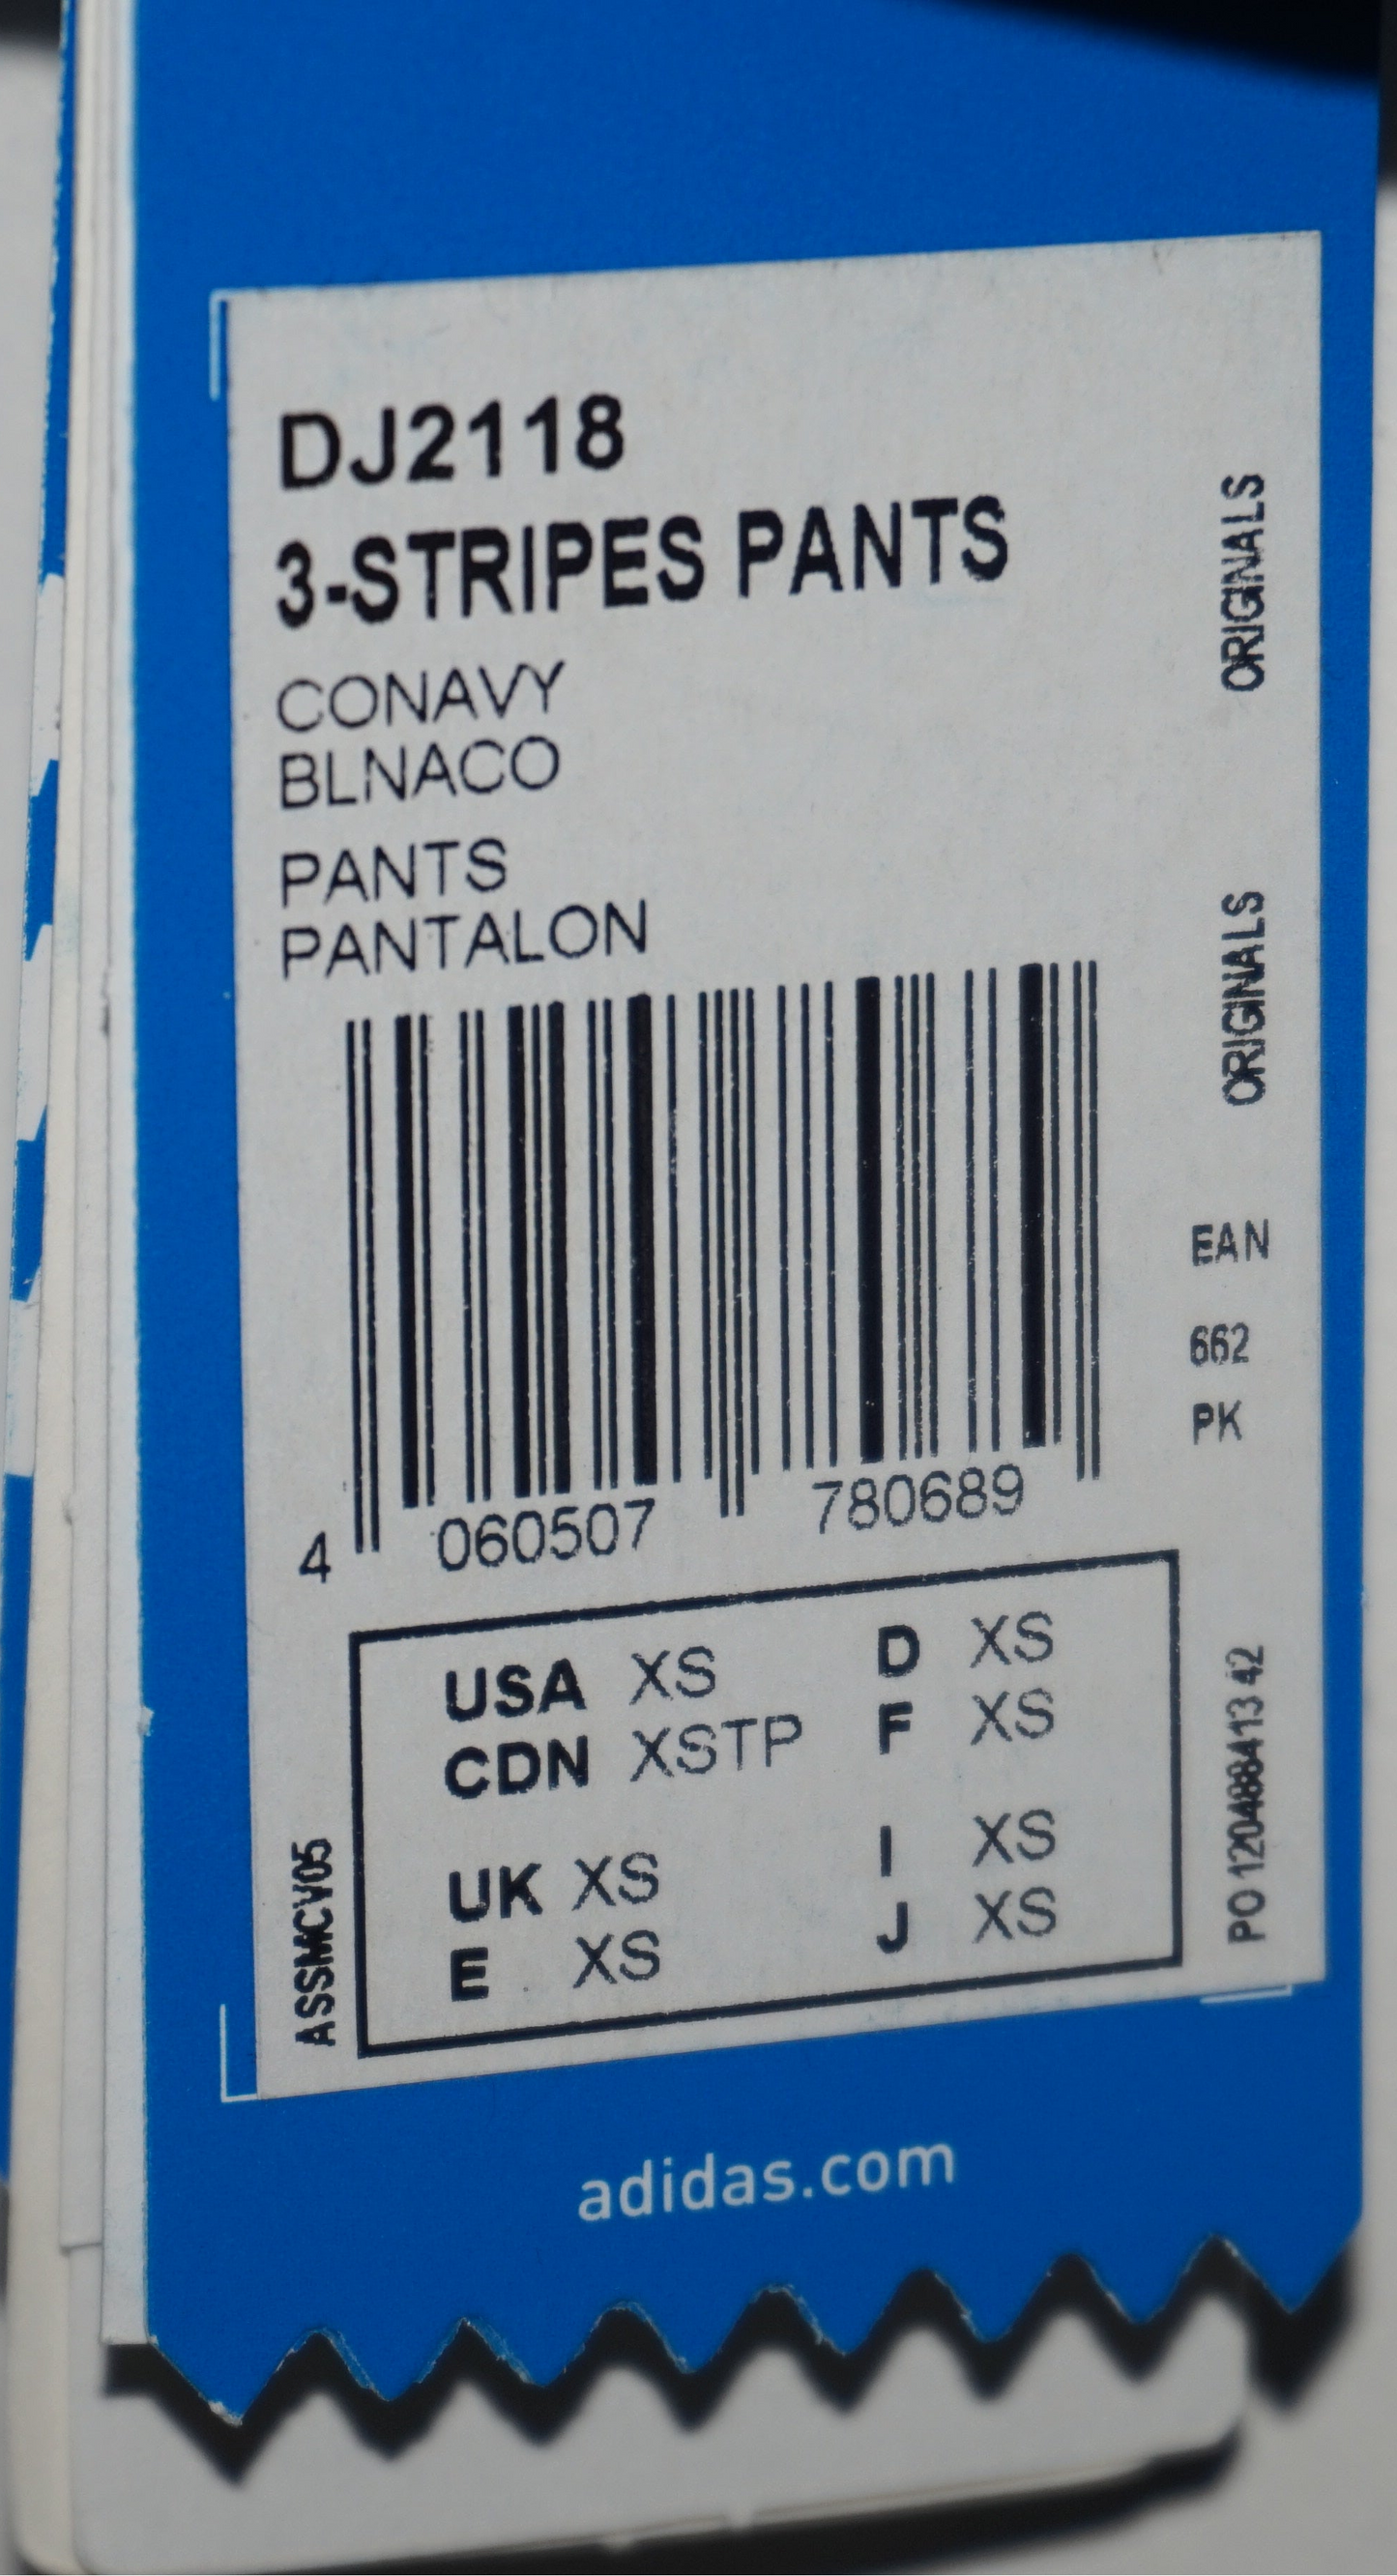 DJ2118
3-STRIPES PANTS
CONAVY
BLNACO
PANTS
PANTALON
ORIGINALS
ORIGINALS
EAN
662
PK
4 060507 780689
USA XS D XS
CDN XSTP F XS
UK XS I XS
E XS J XS
ASSMCV05
PO 1204884113 42
adidas.com